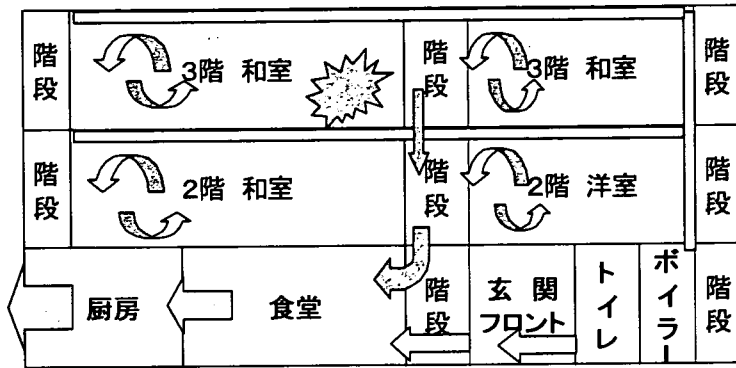 階段
3階 和室
階段
3階 和室
階段
階段
2階 和室
階段
2階 洋室
階段
厨房
食堂
階段
玄関
フロント
トイレ
ボイラー
階段